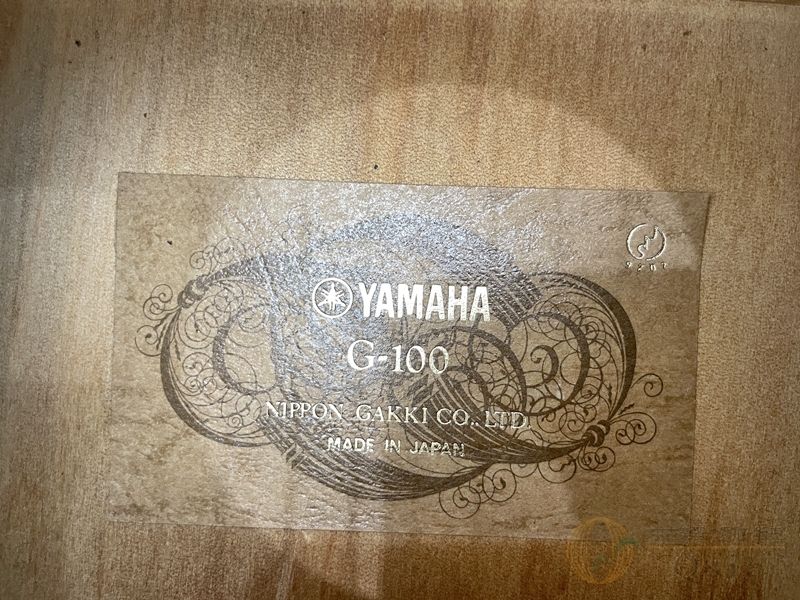 YAMAHA
G-100
NIPPON GAKKI CO., LTD.
MADE IN JAPAN